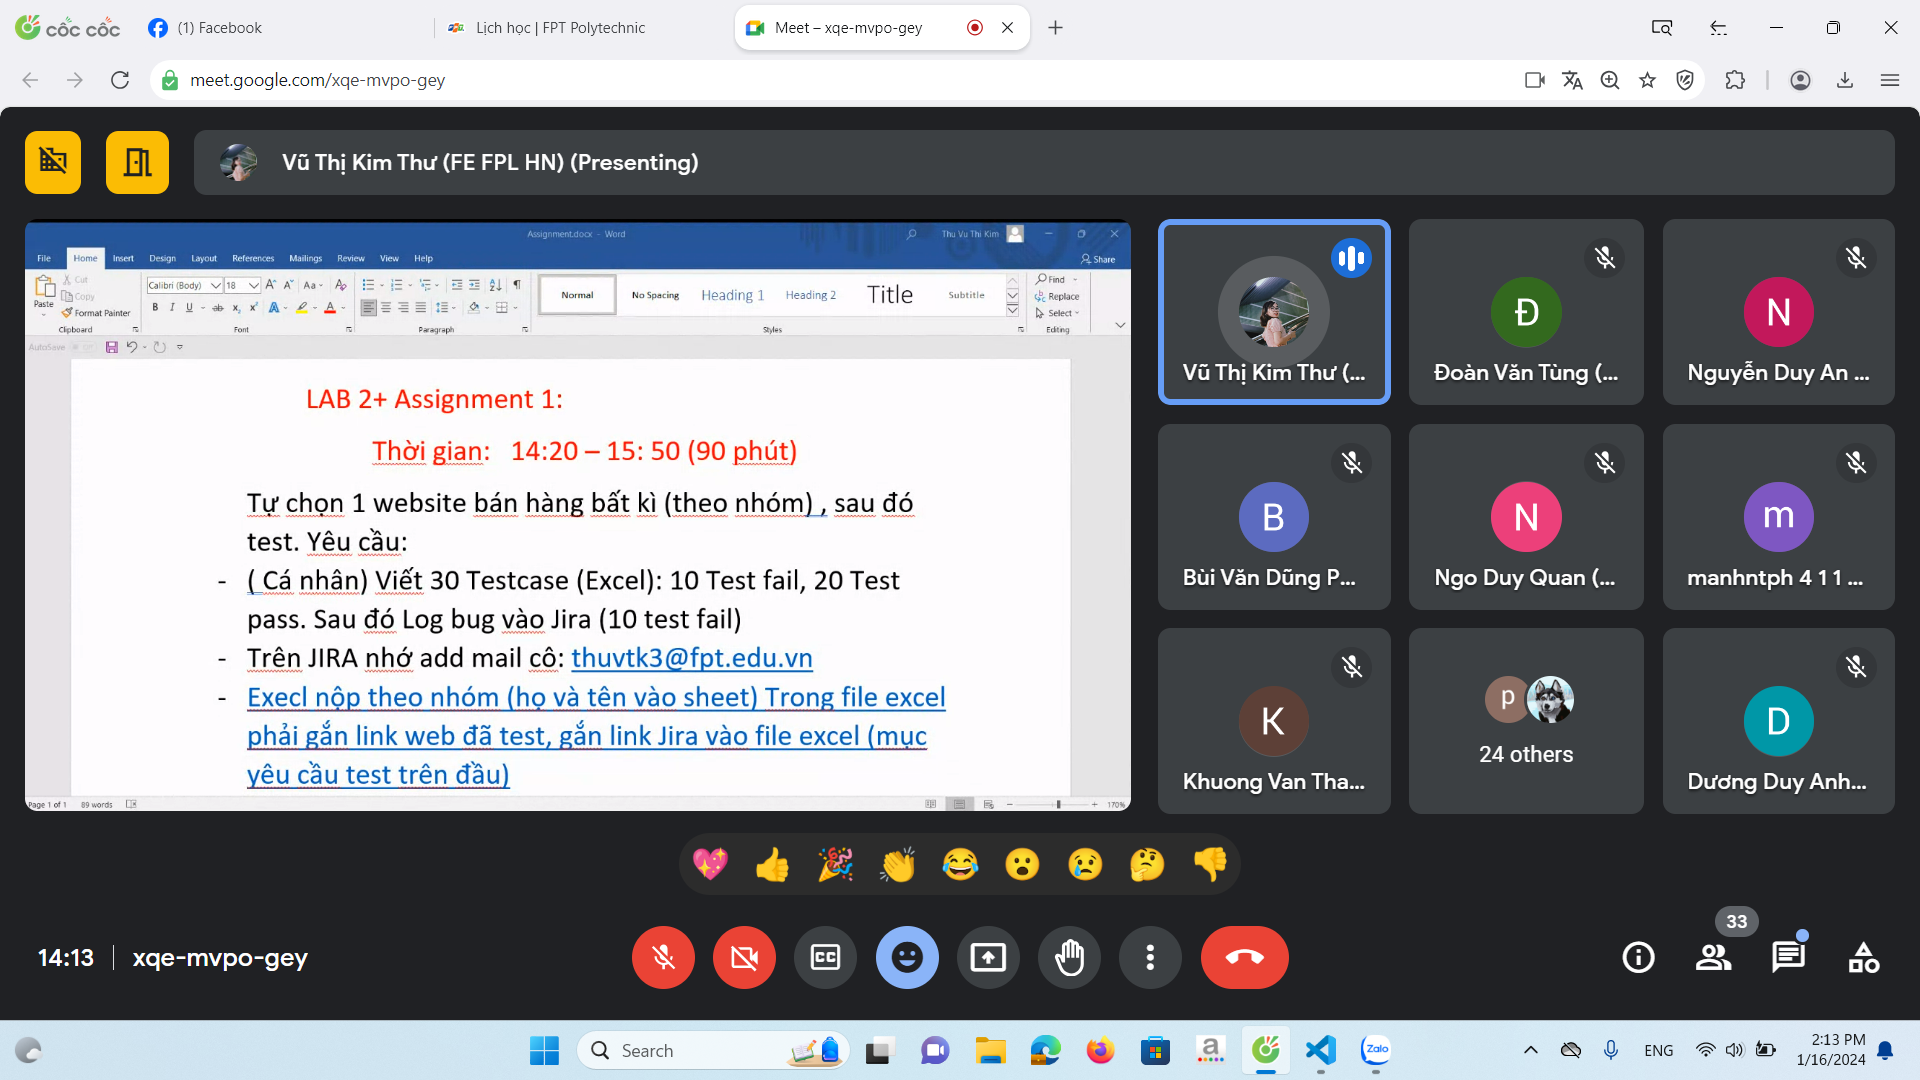 cốc cốc
(1) Facebook
Lịch học | FPT Polytechnic
Meet – xqe-mvpo-gey
meet.google.com/xqe-mvpo-gey
Vũ Thị Kim Thư (FE FPL HN) (Presenting)
Assignment.docx - Word
Thu Vu Thi Kim
File Home Insert Design Layout References Mailings Review View Help
Share
Paste
Cut
Copy
Format Painter
Calibri (Body) 18
Normal
No Spacing
Heading 1
Heading 2
Title
Subtitle
Find
Replace
Select
Clipboard
Font
Paragraph
Styles
Editing
AutoSave
LAB 2+ Assignment 1:
Thời gian: 14:20 – 15: 50 (90 phút)
Tự chọn 1 website bán hàng bất kì (theo nhóm) , sau đó
test. Yêu cầu:
- ( Cá nhân) Viết 30 Testcase (Excel): 10 Test fail, 20 Test
pass. Sau đó Log bug vào Jira (10 test fail)
- Trên JIRA nhớ add mail cô: thuvtk3@fpt.edu.vn
- Execl nộp theo nhóm (họ và tên vào sheet) Trong file excel
phải gắn link web đã test, gắn link Jira vào file excel (mục
yêu cầu test trên đầu)
Page 1 of 1 89 words
170%
Vũ Thị Kim Thư (...
Đ
Đoàn Văn Tùng (...
N
Nguyễn Duy An ...
B
Bùi Văn Dũng P...
N
Ngo Duy Quan (...
m
manhntph 4 1 1 ...
K
Khuong Van Tha...
p
24 others
D
Dương Duy Anh...
14:13 | xqe-mvpo-gey
CC
33
Search
a
Zalo
ENG
2:13 PM
1/16/2024